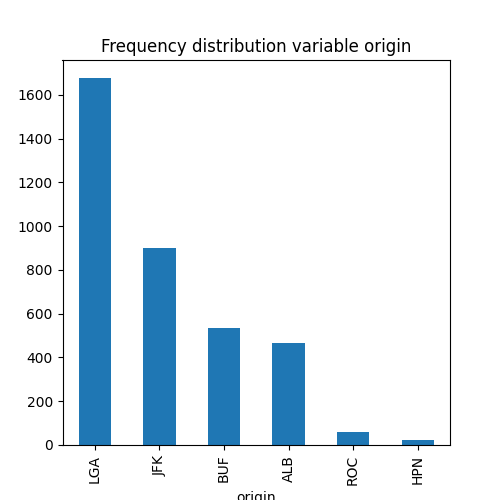 Frequency distribution variable origin
1600
1400
1200
1000
800
600
400
200
0
LGA
JFK
BUF
ALB
ROC
HPN
origin